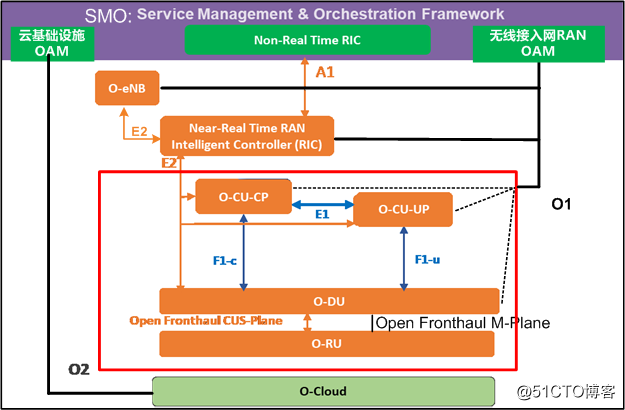 SMO: Service Management & Orchestration Framework
云基础设施
OAM
Non-Real Time RIC
无线接入网RAN
OAM
A1
O-eNB
E2
Near-Real Time RAN
Intelligent Controller (RIC)
E2
O-CU-CP
E1
O-CU-UP
O1
F1-c
F1-u
O-DU
Open Fronthaul CUS-Plane
Open Fronthaul M-Plane
O-RU
O2
O-Cloud
@51CTO博客